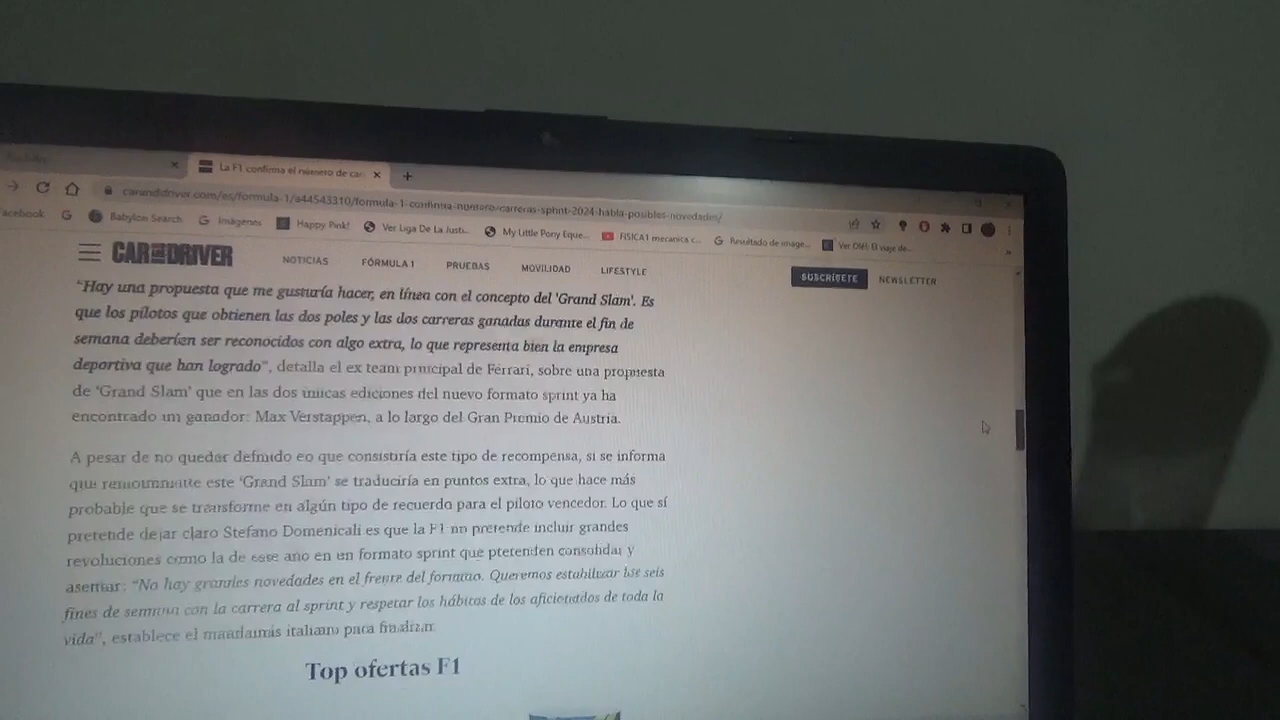 La F1 confirma el número de car
caranddriver.com/es/formula-1/a44543310/formula-1-confirma-numero-carreras-sprint-2024-habla-posibles-novedades/
acebook
Babylon Search
Imágenes
Happy Pink!
Ver Liga De La Justi...
My Little Pony Eque...
FISICA1 mecanica c...
Resultado de image...
Ver Olé! El viaje de...
CAR AND DRIVER
NOTICIAS FÓRMULA 1 PRUEBAS MOVILIDAD LIFESTYLE
SUSCRÍBETE NEWSLETTER
“Hay una propuesta que me gustaría hacer, en línea con el concepto del 'Grand Slam'. Es
que los pilotos que obtienen las dos poles y las dos carreras ganadas durante el fin de
semana deberían ser reconocidos con algo extra, lo que representa bien la empresa
deportiva que han logrado”, detalla el ex team principal de Ferrari, sobre una propuesta
de ‘Grand Slam’ que en las dos únicas ediciones del nuevo formato sprint ya ha
encontrado un ganador: Max Verstappen, a lo largo del Gran Premio de Austria.
A pesar de no quedar definido en que consistiría este tipo de recompensa, si se informa
que este ‘Grand Slam’ se traduciría en puntos extra, lo que hace más
probable que se transforme en algún tipo de recuerdo para el piloto vencedor. Lo que sí
pretende dejar claro Stefano Domenicali es que la F1 no pretende incluir grandes
revoluciones como la de este año en un formato sprint que pretenden consolidar y
asentar: “No hay grandes novedades en el frente del formato. Queremos estabilizar los seis
fines de semana con la carrera al sprint y respetar los hábitos de los aficionados de toda la
vida”, establece el mandamás italiano para finalizar.
Top ofertas F1